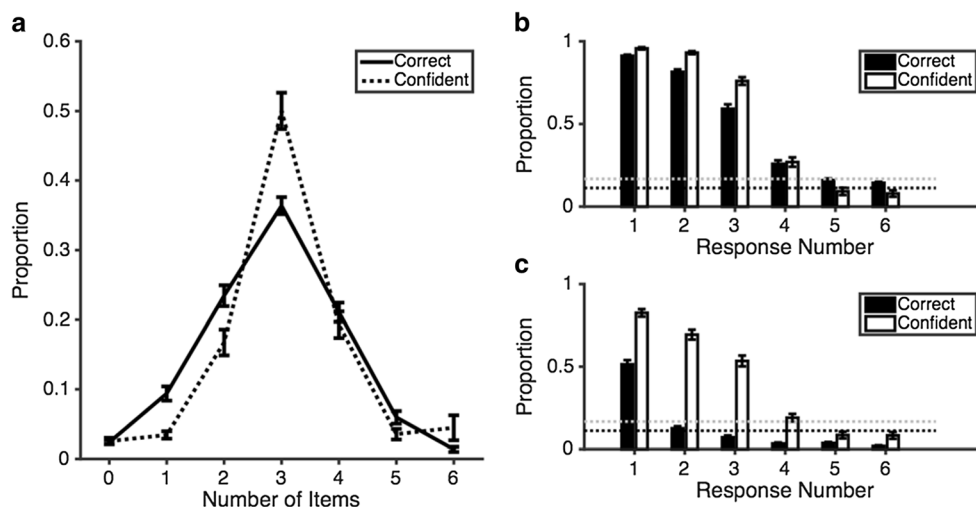 a
0.6
0.5
0.4
0.3
0.2
0.1
0
Proportion
Correct
Confident
0 1 2 3 4 5 6
Number of Items
b
1
0.5
0
Proportion
Correct
Confident
1 2 3 4 5 6
Response Number
c
1
0.5
0
Proportion
Correct
Confident
1 2 3 4 5 6
Response Number